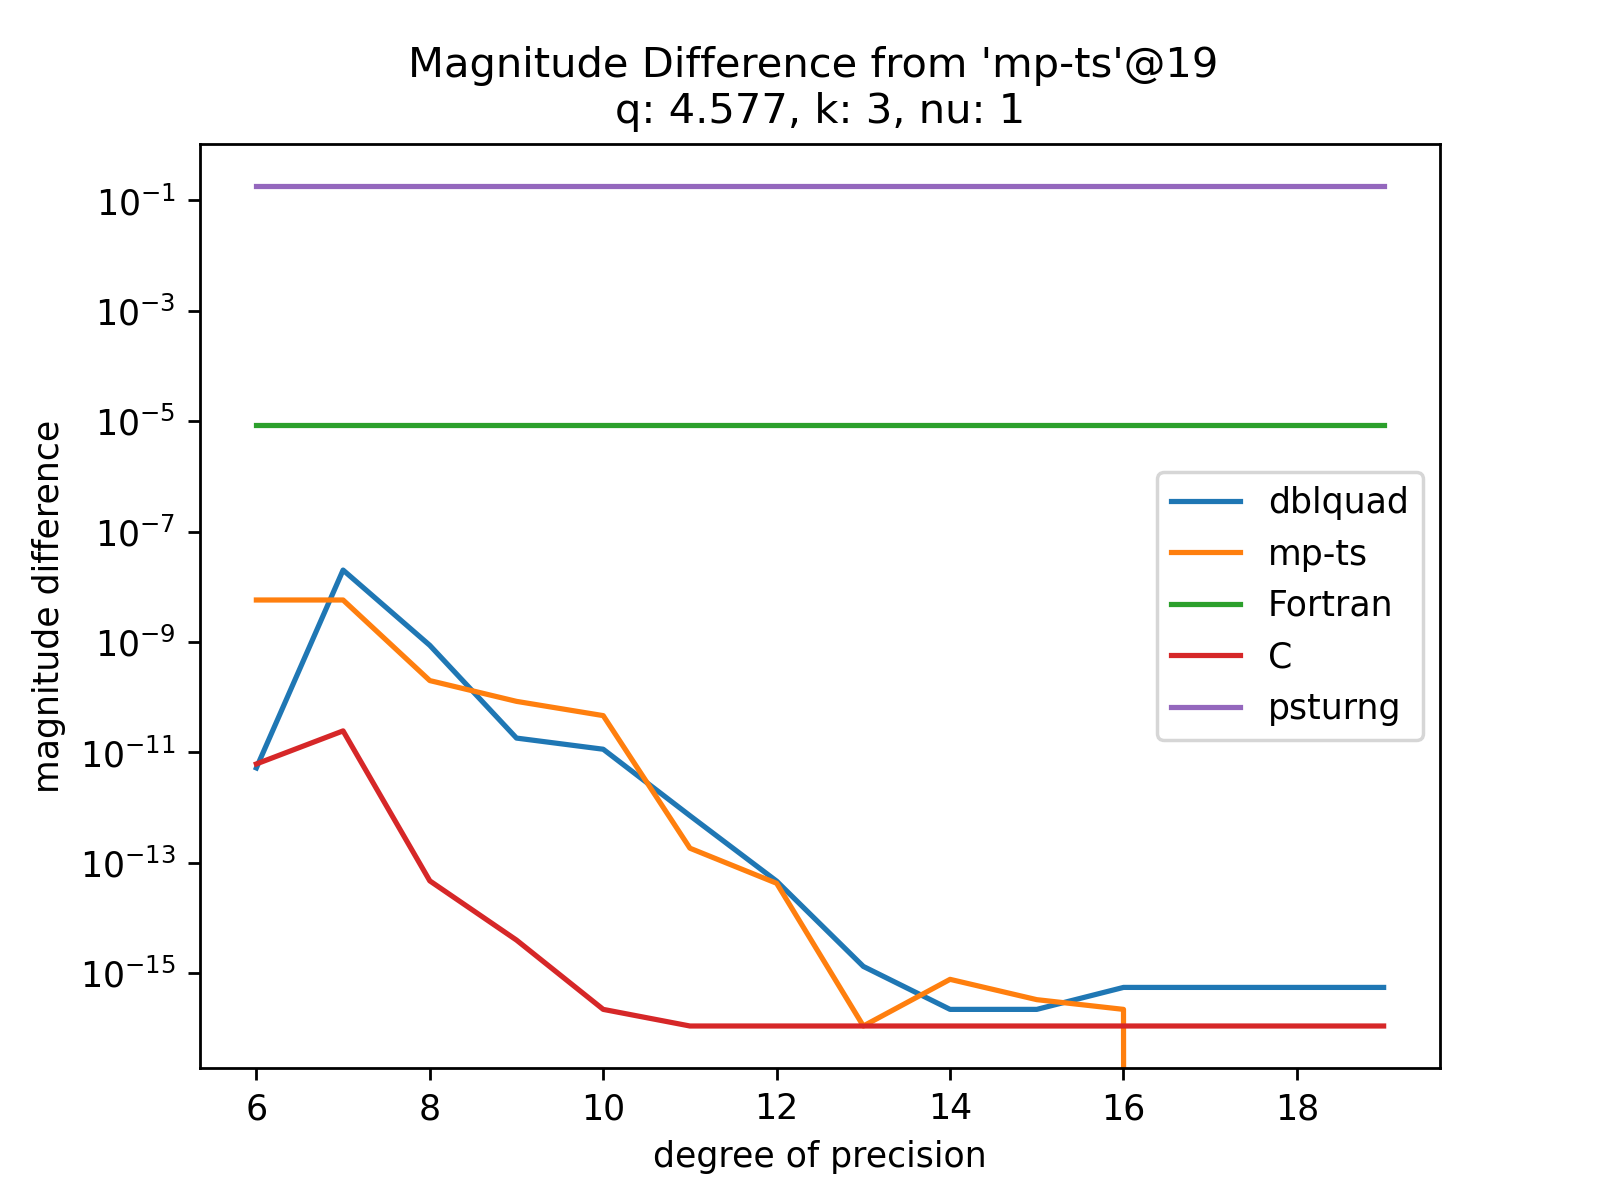 Magnitude Difference from 'mp-ts'@19
q: 4.577, k: 3, nu: 1
magnitude difference
10⁻¹
10⁻³
10⁻⁵
10⁻⁷
10⁻⁹
10⁻¹¹
10⁻¹³
10⁻¹⁵
dblquad
mp-ts
Fortran
C
psturng
6 8 10 12 14 16 18
degree of precision